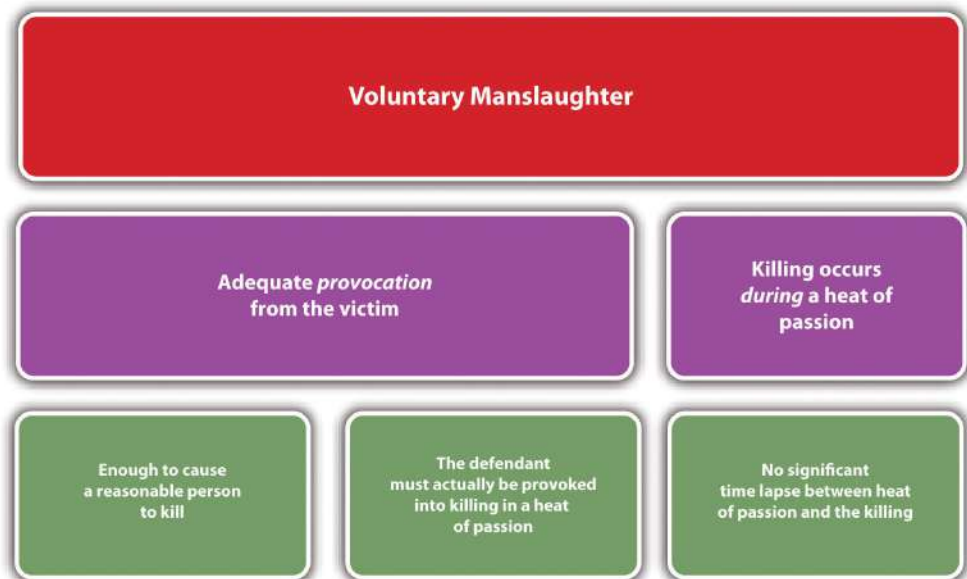 Voluntary Manslaughter
Adequate provocation
from the victim
Killing occurs
during a heat of
passion
Enough to cause
a reasonable person
to kill
The defendant
must actually be provoked
into killing in a heat
of passion
No significant
time lapse between heat
of passion and the killing